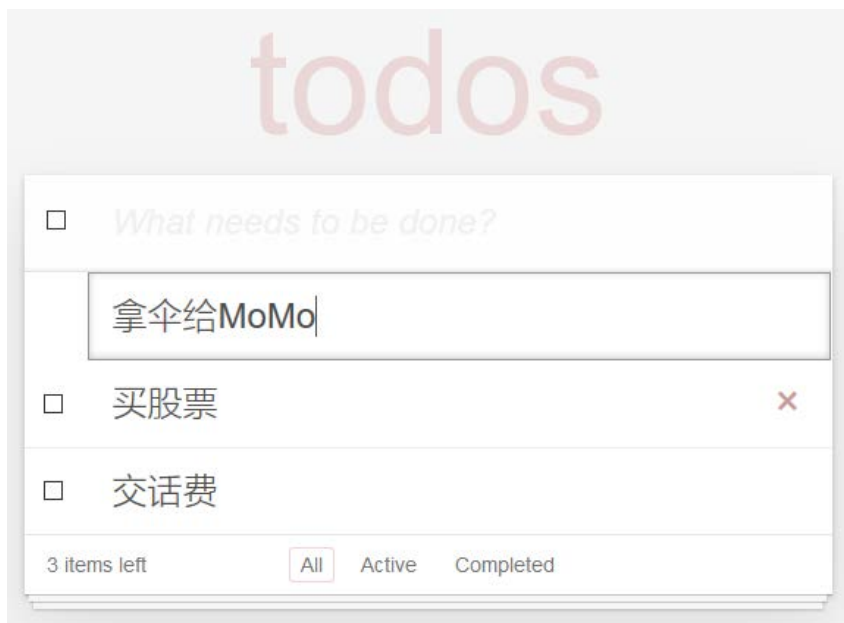 todos
What needs to be done?
拿伞给MoMo
买股票
交话费
3 items left All Active Completed